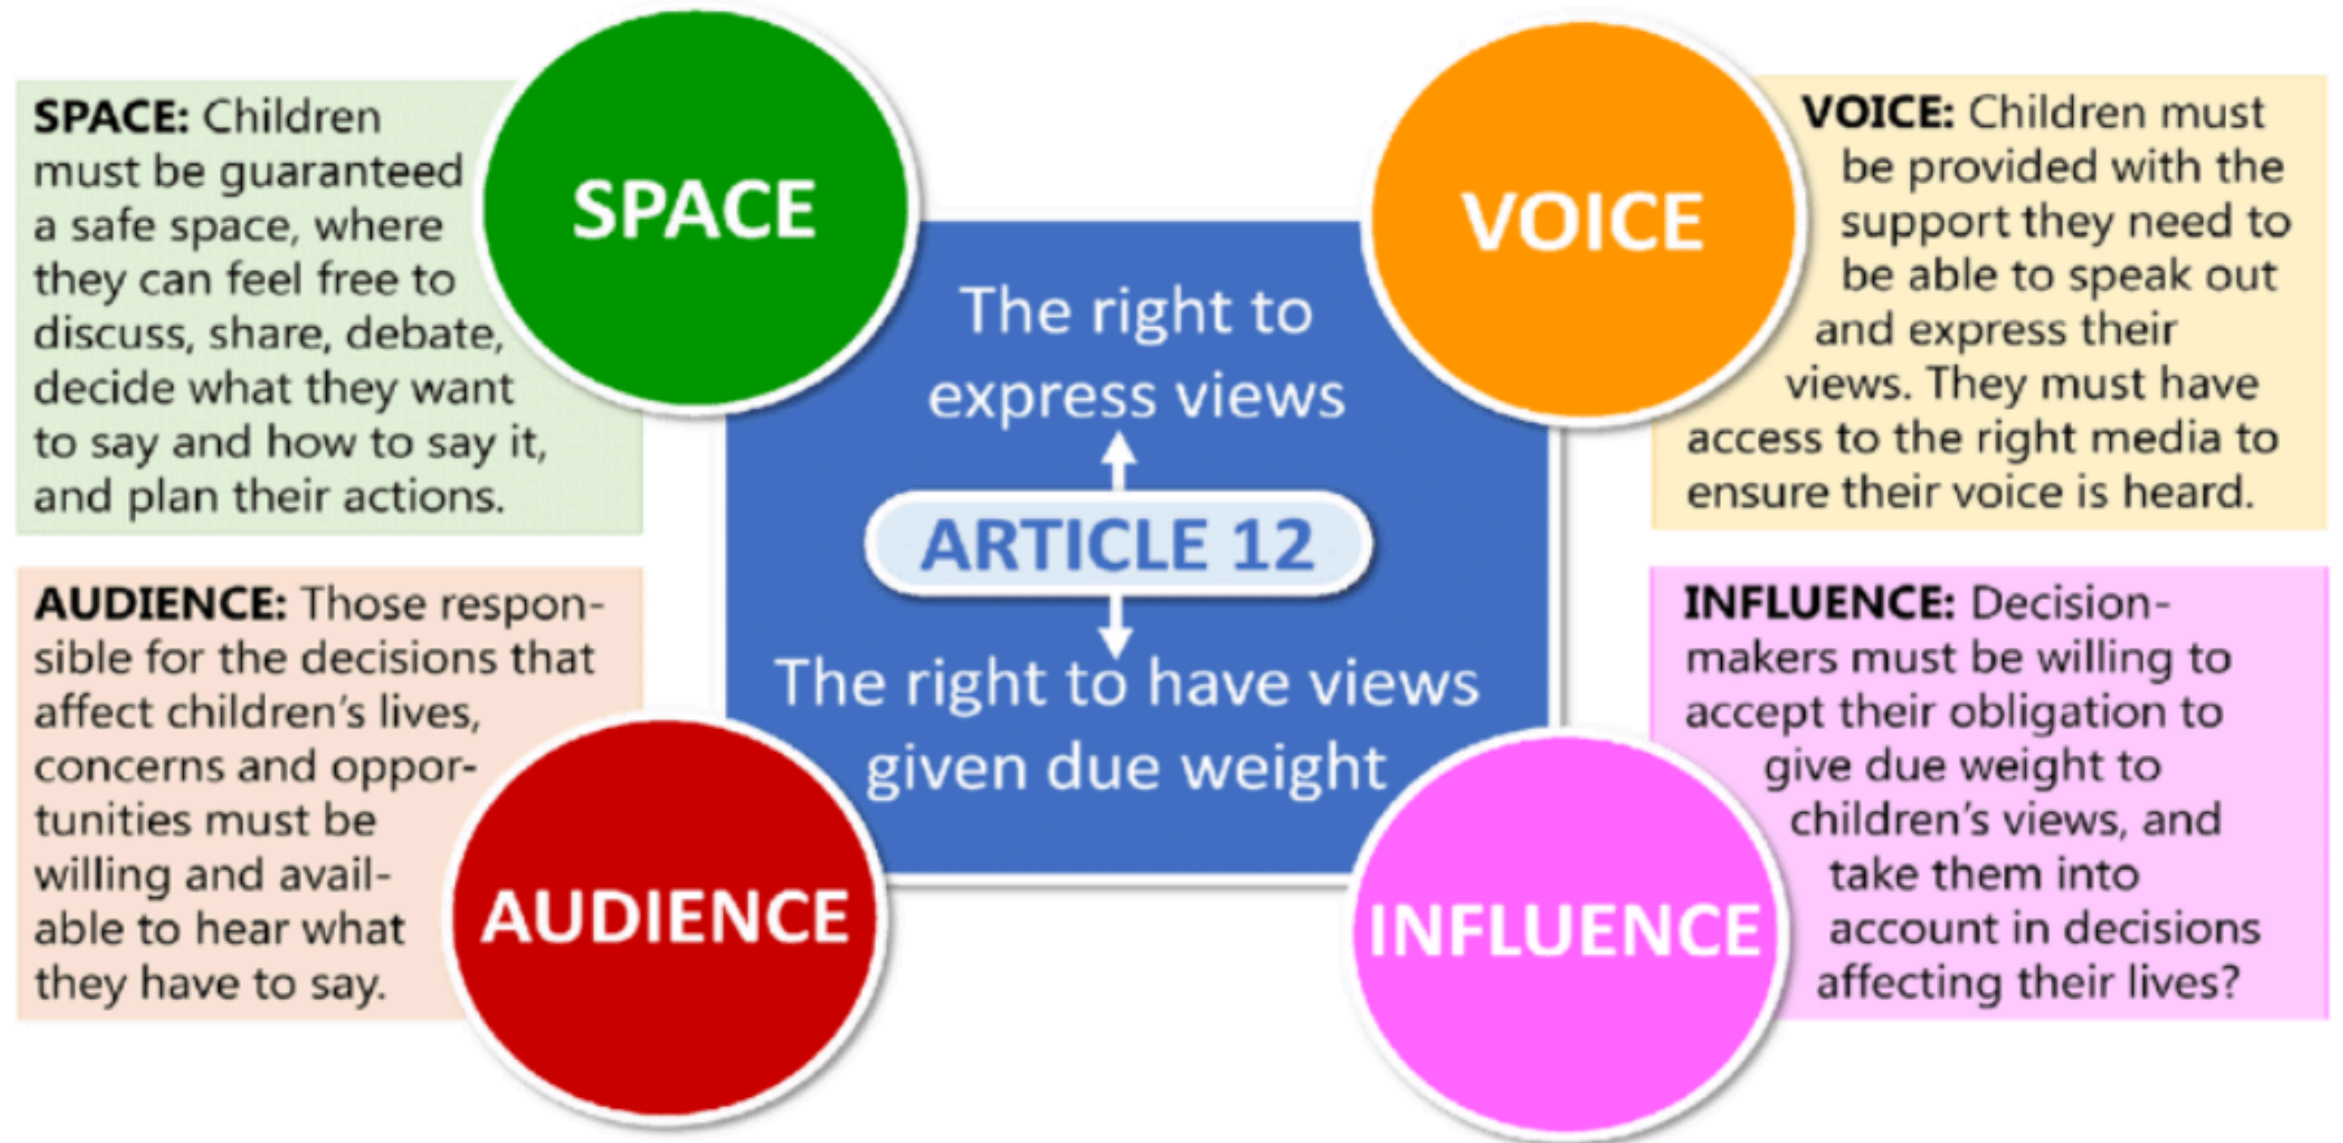 SPACE: Children
must be guaranteed
a safe space, where
they can feel free to
discuss, share, debate,
decide what they want
to say and how to say it,
and plan their actions.
SPACE
VOICE
VOICE: Children must
be provided with the
support they need to
be able to speak out
and express their
views. They must have
access to the right media to
ensure their voice is heard.
The right to
express views
ARTICLE 12
The right to have views
given due weight
AUDIENCE: Those respon-
sible for the decisions that
affect children's lives,
concerns and oppor-
tunities must be
willing and avail-
able to hear what
they have to say.
AUDIENCE
INFLUENCE
INFLUENCE: Decision-
makers must be willing to
accept their obligation to
give due weight to
children's views, and
take them into
account in decisions
affecting their lives?